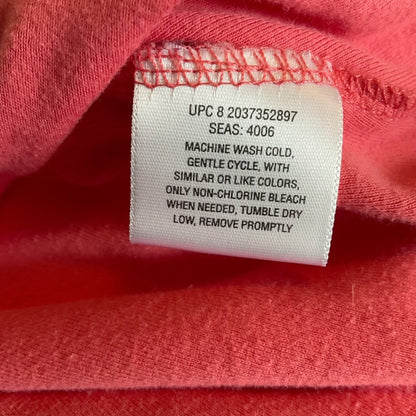 UPC 8 2037352897
SEAS: 4006
MACHINE WASH COLD,
GENTLE CYCLE, WITH
SIMILAR OR LIKE COLORS,
ONLY NON-CHLORINE BLEACH
WHEN NEEDED, TUMBLE DRY
LOW, REMOVE PROMPTLY